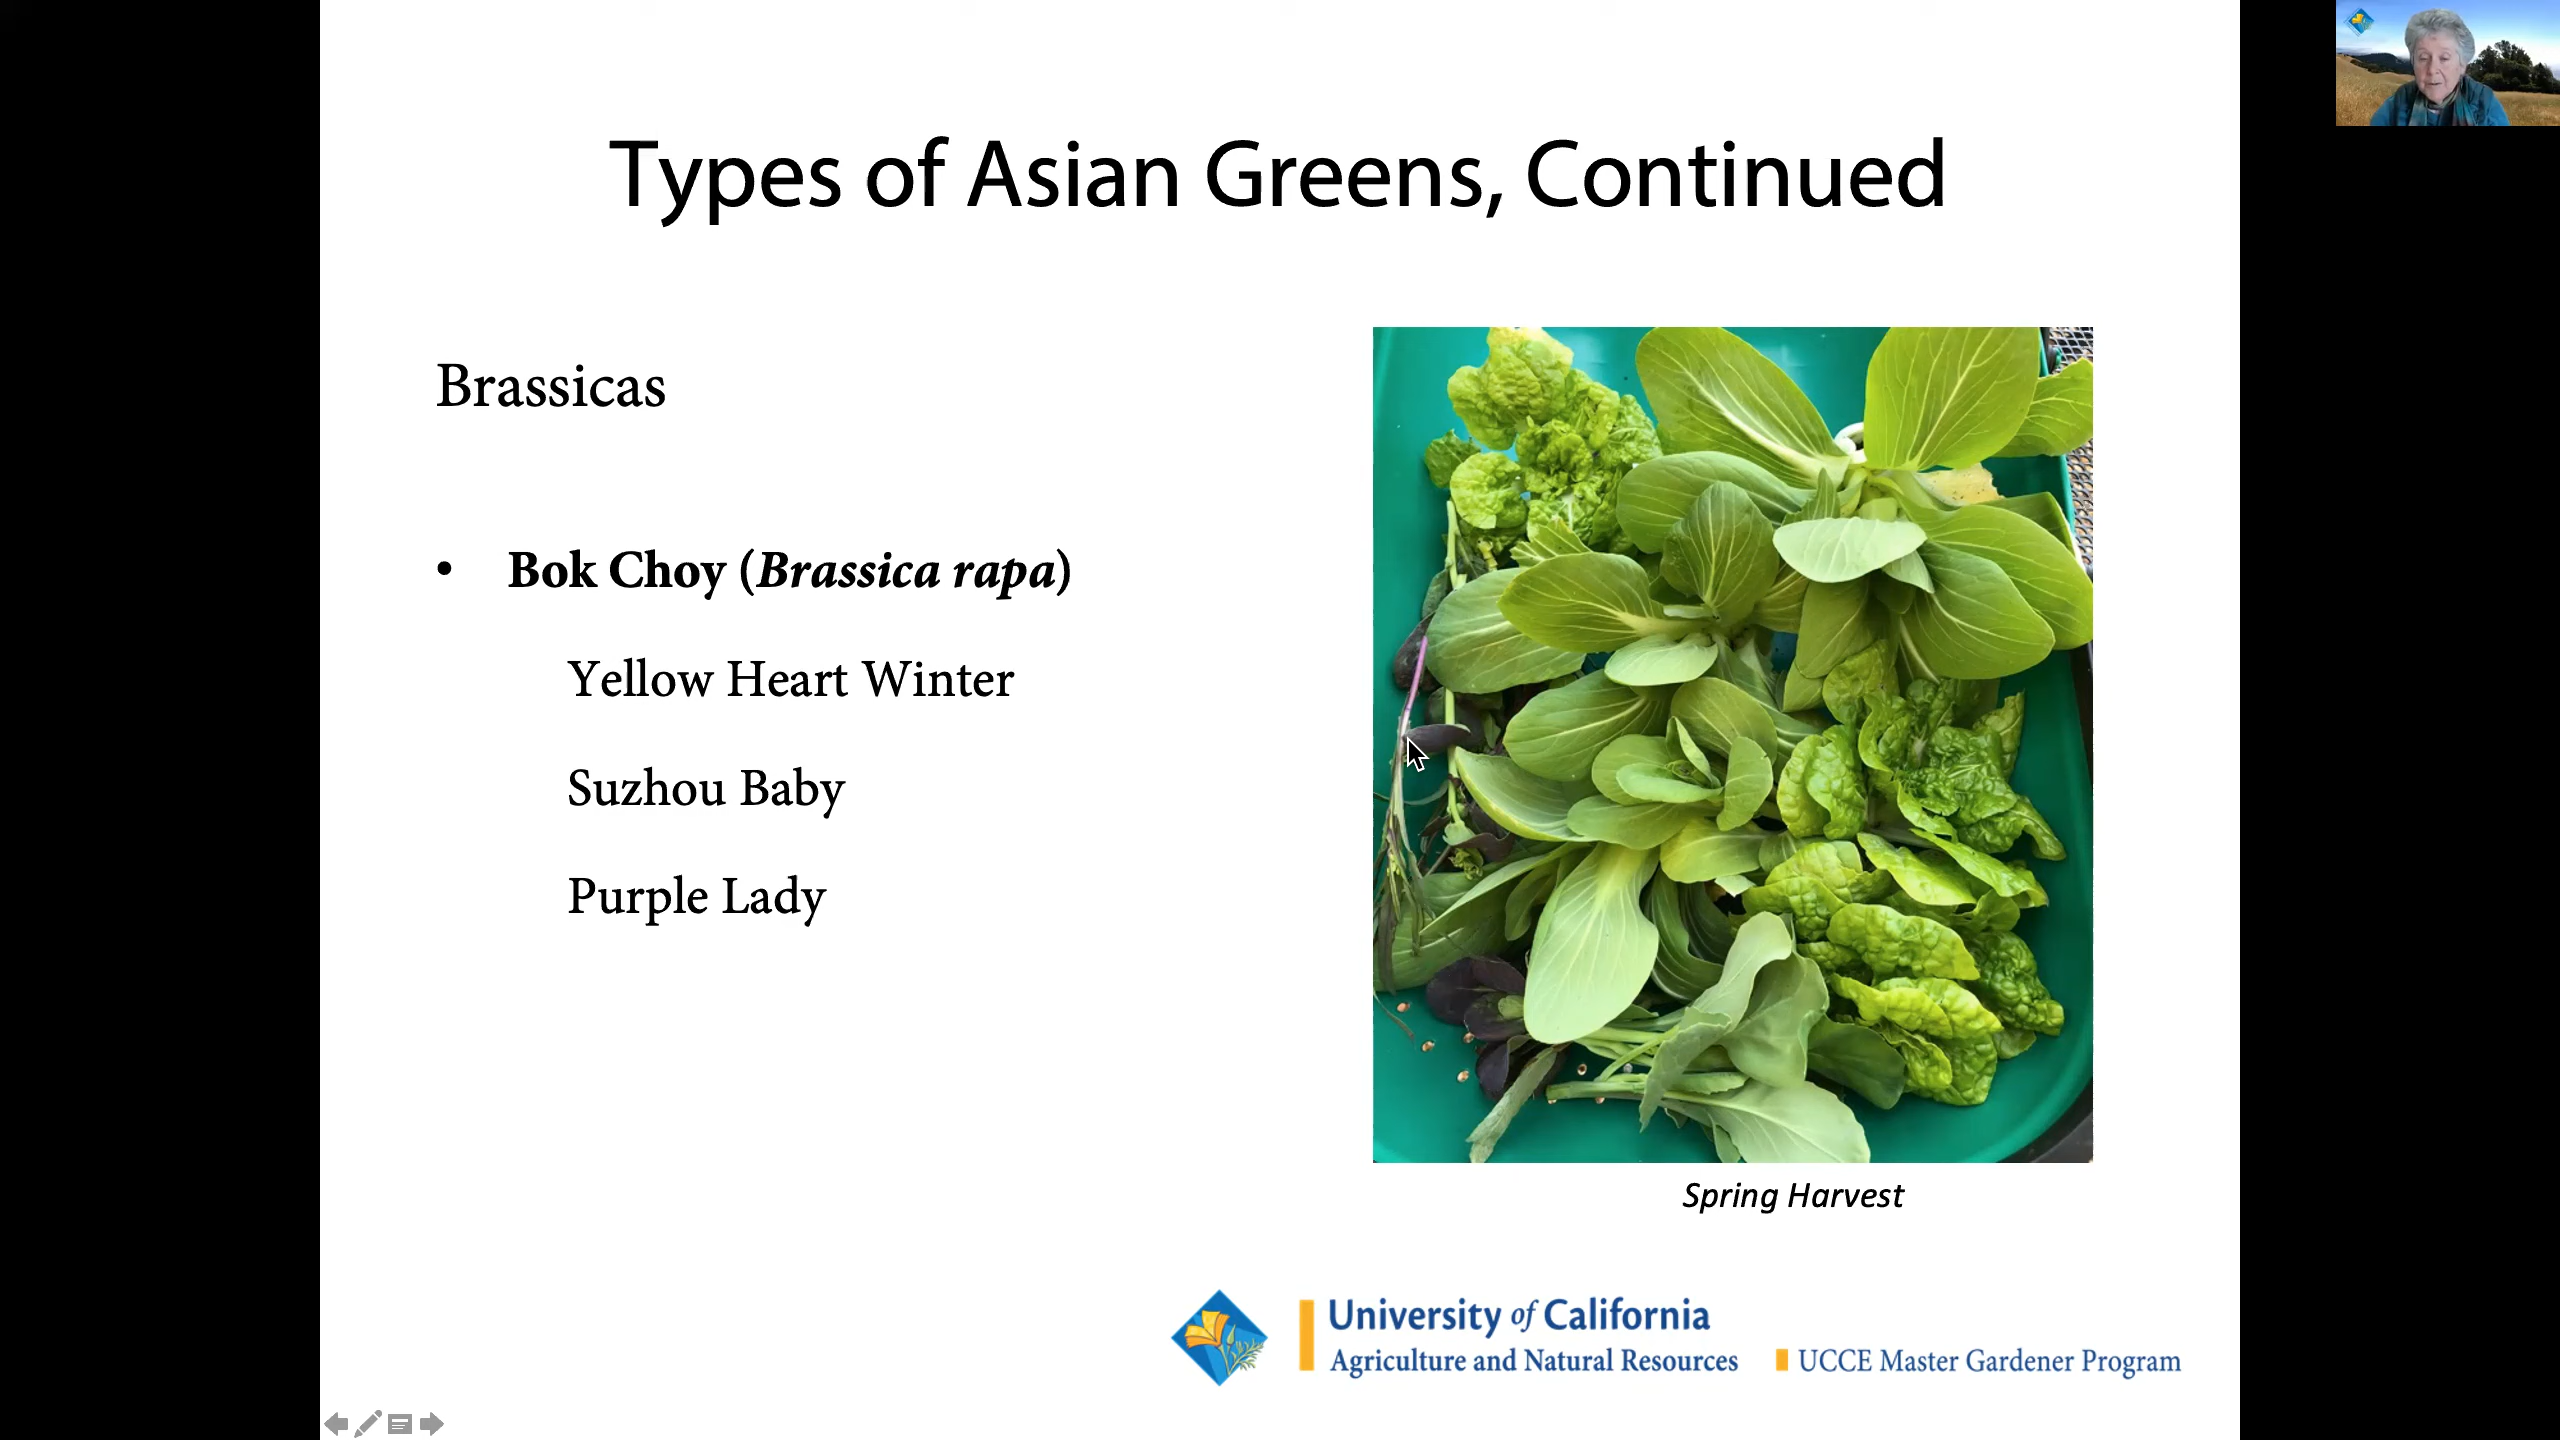 Types of Asian Greens, Continued
Brassicas
• Bok Choy (Brassica rapa)
Yellow Heart Winter
Suzhou Baby
Purple Lady
Spring Harvest
University of California
Agriculture and Natural Resources
UCCE Master Gardener Program